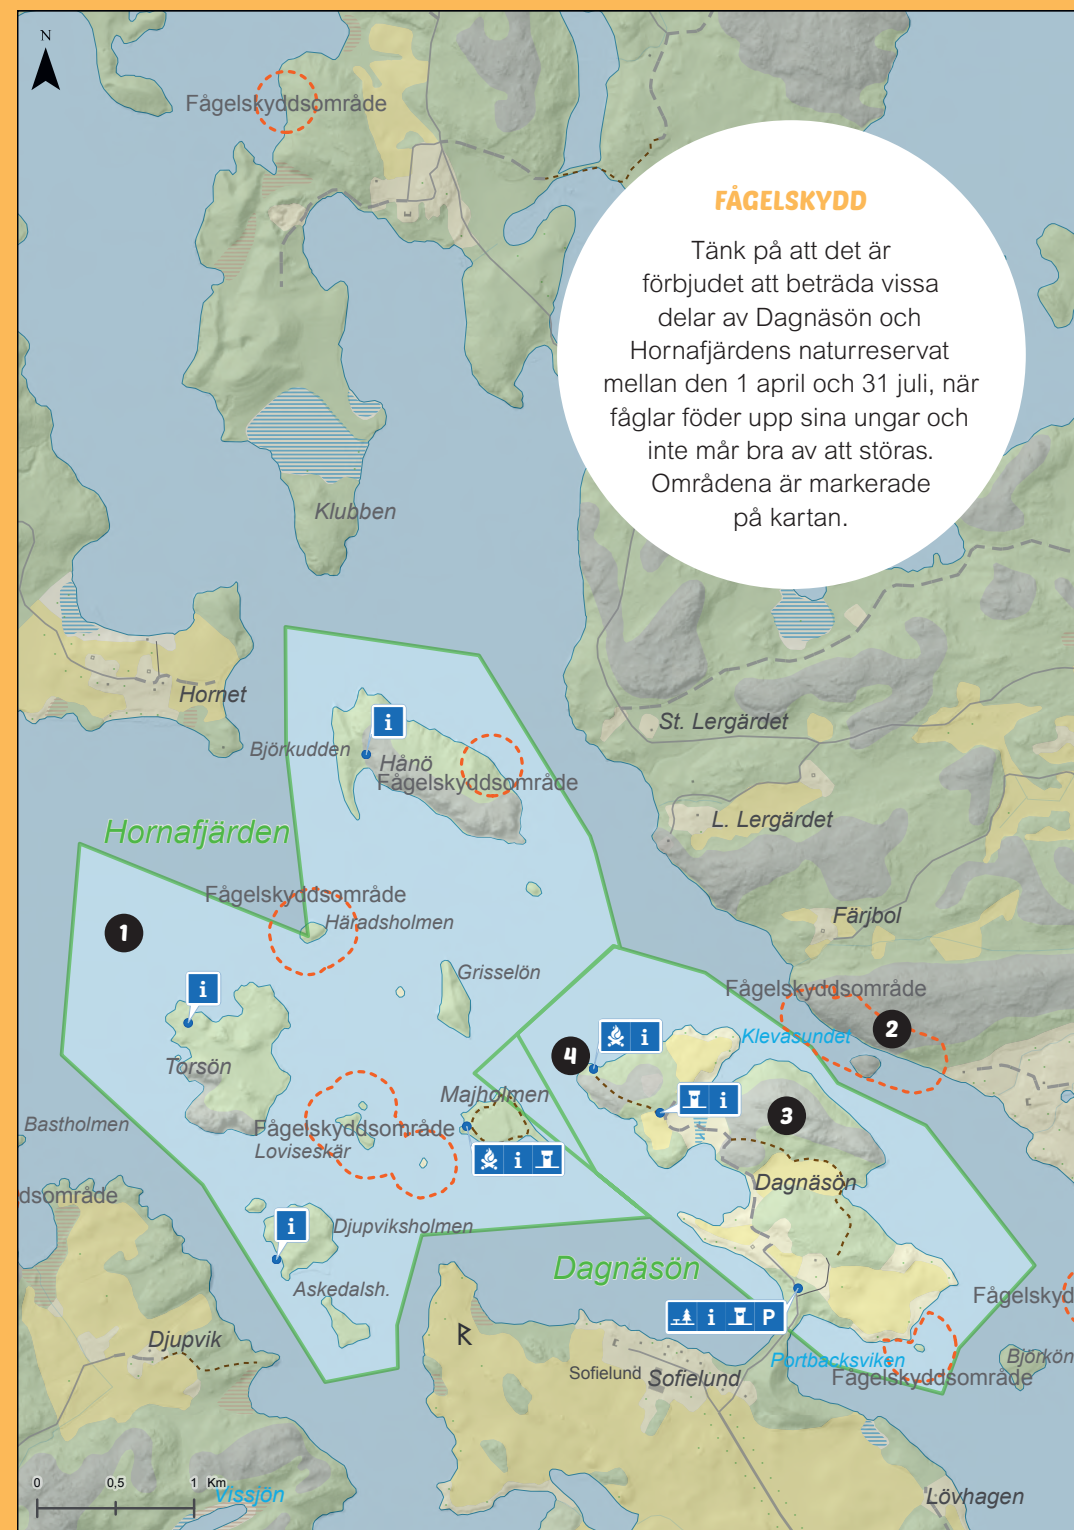 N
Fågelskyddsområde
FÅGELSKYDD
Tänk på att det är
förbjudet att beträda vissa
delar av Dagnäsön och
Hornafjärdens naturreservat
mellan den 1 april och 31 juli, när
fåglar föder upp sina ungar och
inte mår bra av att störas.
Områdena är markerade
på kartan.
Klubben
Hornet
St. Lergärdet
i
Björkudden
Hånö
Fågelskyddsområde
L. Lergärdet
Hornafjärden
Fågelskyddsområde
Häradsholmen
Färjbol
1
Grisselön
i
Fågelskyddsområde
2
Klevasundet
i
4
Torsön
Majholmen
i
3
Bastholmen
Fågelskyddsområde
Loviseskär
i
Dagnäsön
dsområde
i
Djupviksholmen
Dagnäsön
Askedalsh.
Fågelskyd
i P
Djupvik
R
Sofielund
Sofielund
Portbacksviken
Fågelskyddsområde
Björkön
0 0,5 1 Km
Vissjön
Lövhagen